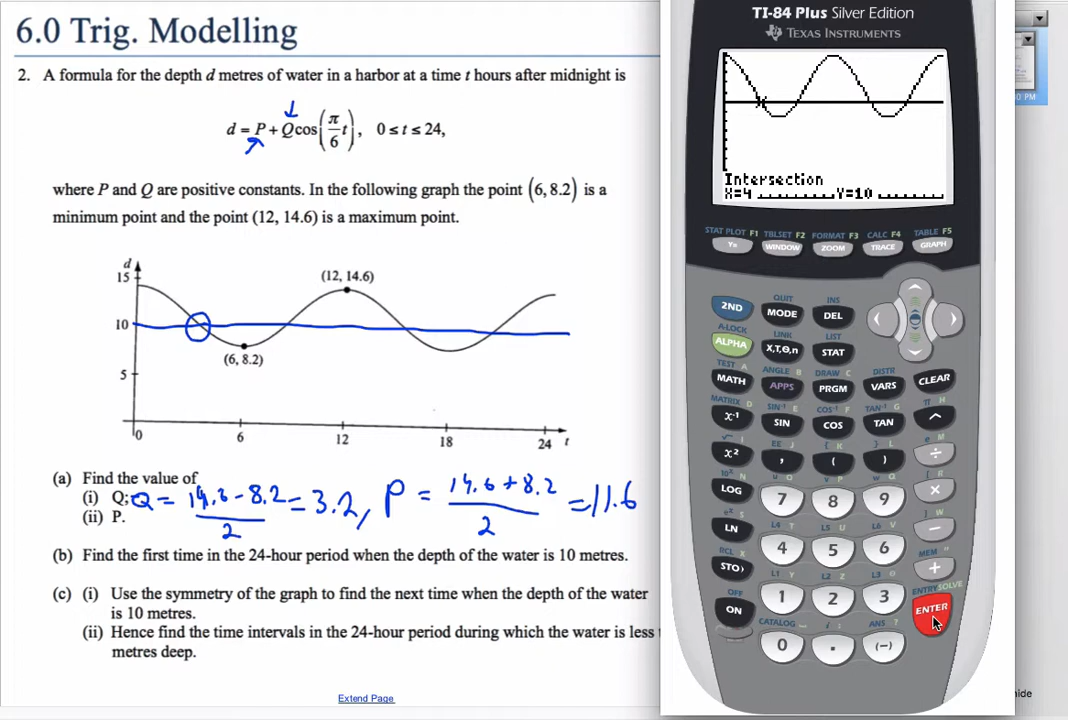 6.0 Trig. Modelling
2. A formula for the depth d metres of water in a harbor at a time t hours after midnight is
d = P + Qcos(π/6 t), 0 ≤ t ≤ 24,
where P and Q are positive constants. In the following graph the point (6, 8.2) is a
minimum point and the point (12, 14.6) is a maximum point.
d
15
(12, 14.6)
10
(6, 8.2)
5
0 6 12 18 24 t
(a) Find the value of
(i) Q; Q = (14.6 - 8.2)/2 = 3.2, P = (14.6 + 8.2)/2 = 11.6
(ii) P.
(b) Find the first time in the 24-hour period when the depth of the water is 10 metres.
(c) (i) Use the symmetry of the graph to find the next time when the depth of the water
is 10 metres.
(ii) Hence find the time intervals in the 24-hour period during which the water is less
metres deep.
Extend Page
TI-84 Plus Silver Edition
TEXAS INSTRUMENTS
Intersection
X=4 Y=10
STAT PLOT F1 TBLSET F2 FORMAT F3 CALC F4 TABLE F5
Y= WINDOW ZOOM TRACE GRAPH
QUIT INS
2ND MODE DEL
A-LOCK LINK LIST
ALPHA X,T,Θ,n STAT
TEST A ANGLE B DRAW C DISTR
MATH APPS PRGM VARS CLEAR
MATRIX D SIN⁻¹ E COS⁻¹ F TAN⁻¹ G π H
x⁻¹ SIN COS TAN ^
√ I EE J { K } L e M
x² , ( ) ÷
10ˣ N u O v P w Q [ R
LOG 7 8 9 ×
eˣ S L4 T L5 U L6 V ] W
LN 4 5 6 −
RCL X L1 Y L2 Z L3 θ MEM "
STO› 1 2 3 +
OFF CATALOG i : ANS ? ENTRY SOLVE
ON 0 . (−) ENTER
0 PM
hide